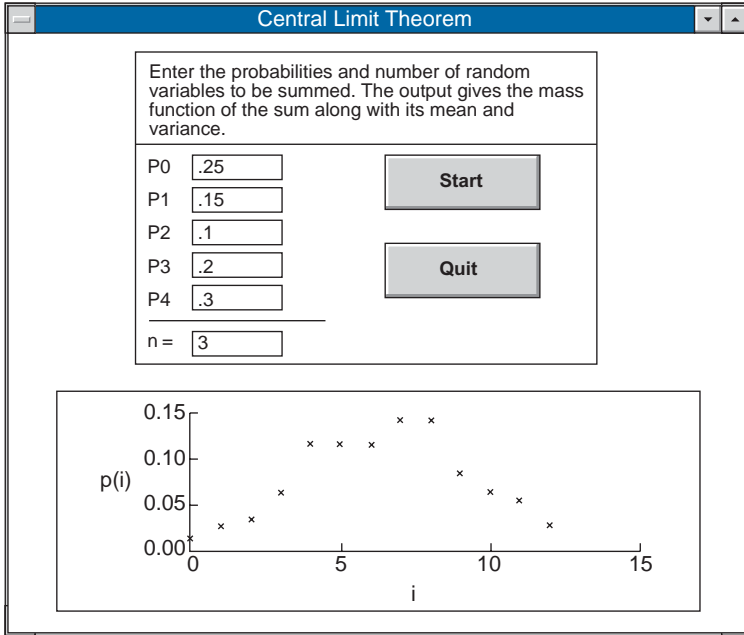 Central Limit Theorem
Enter the probabilities and number of random
variables to be summed. The output gives the mass
function of the sum along with its mean and
variance.
P0 .25
P1 .15
P2 .1
P3 .2
P4 .3
n = 3
Start
Quit
0.15
0.10
p(i)
0.05
0.00
0 5 10 15
i